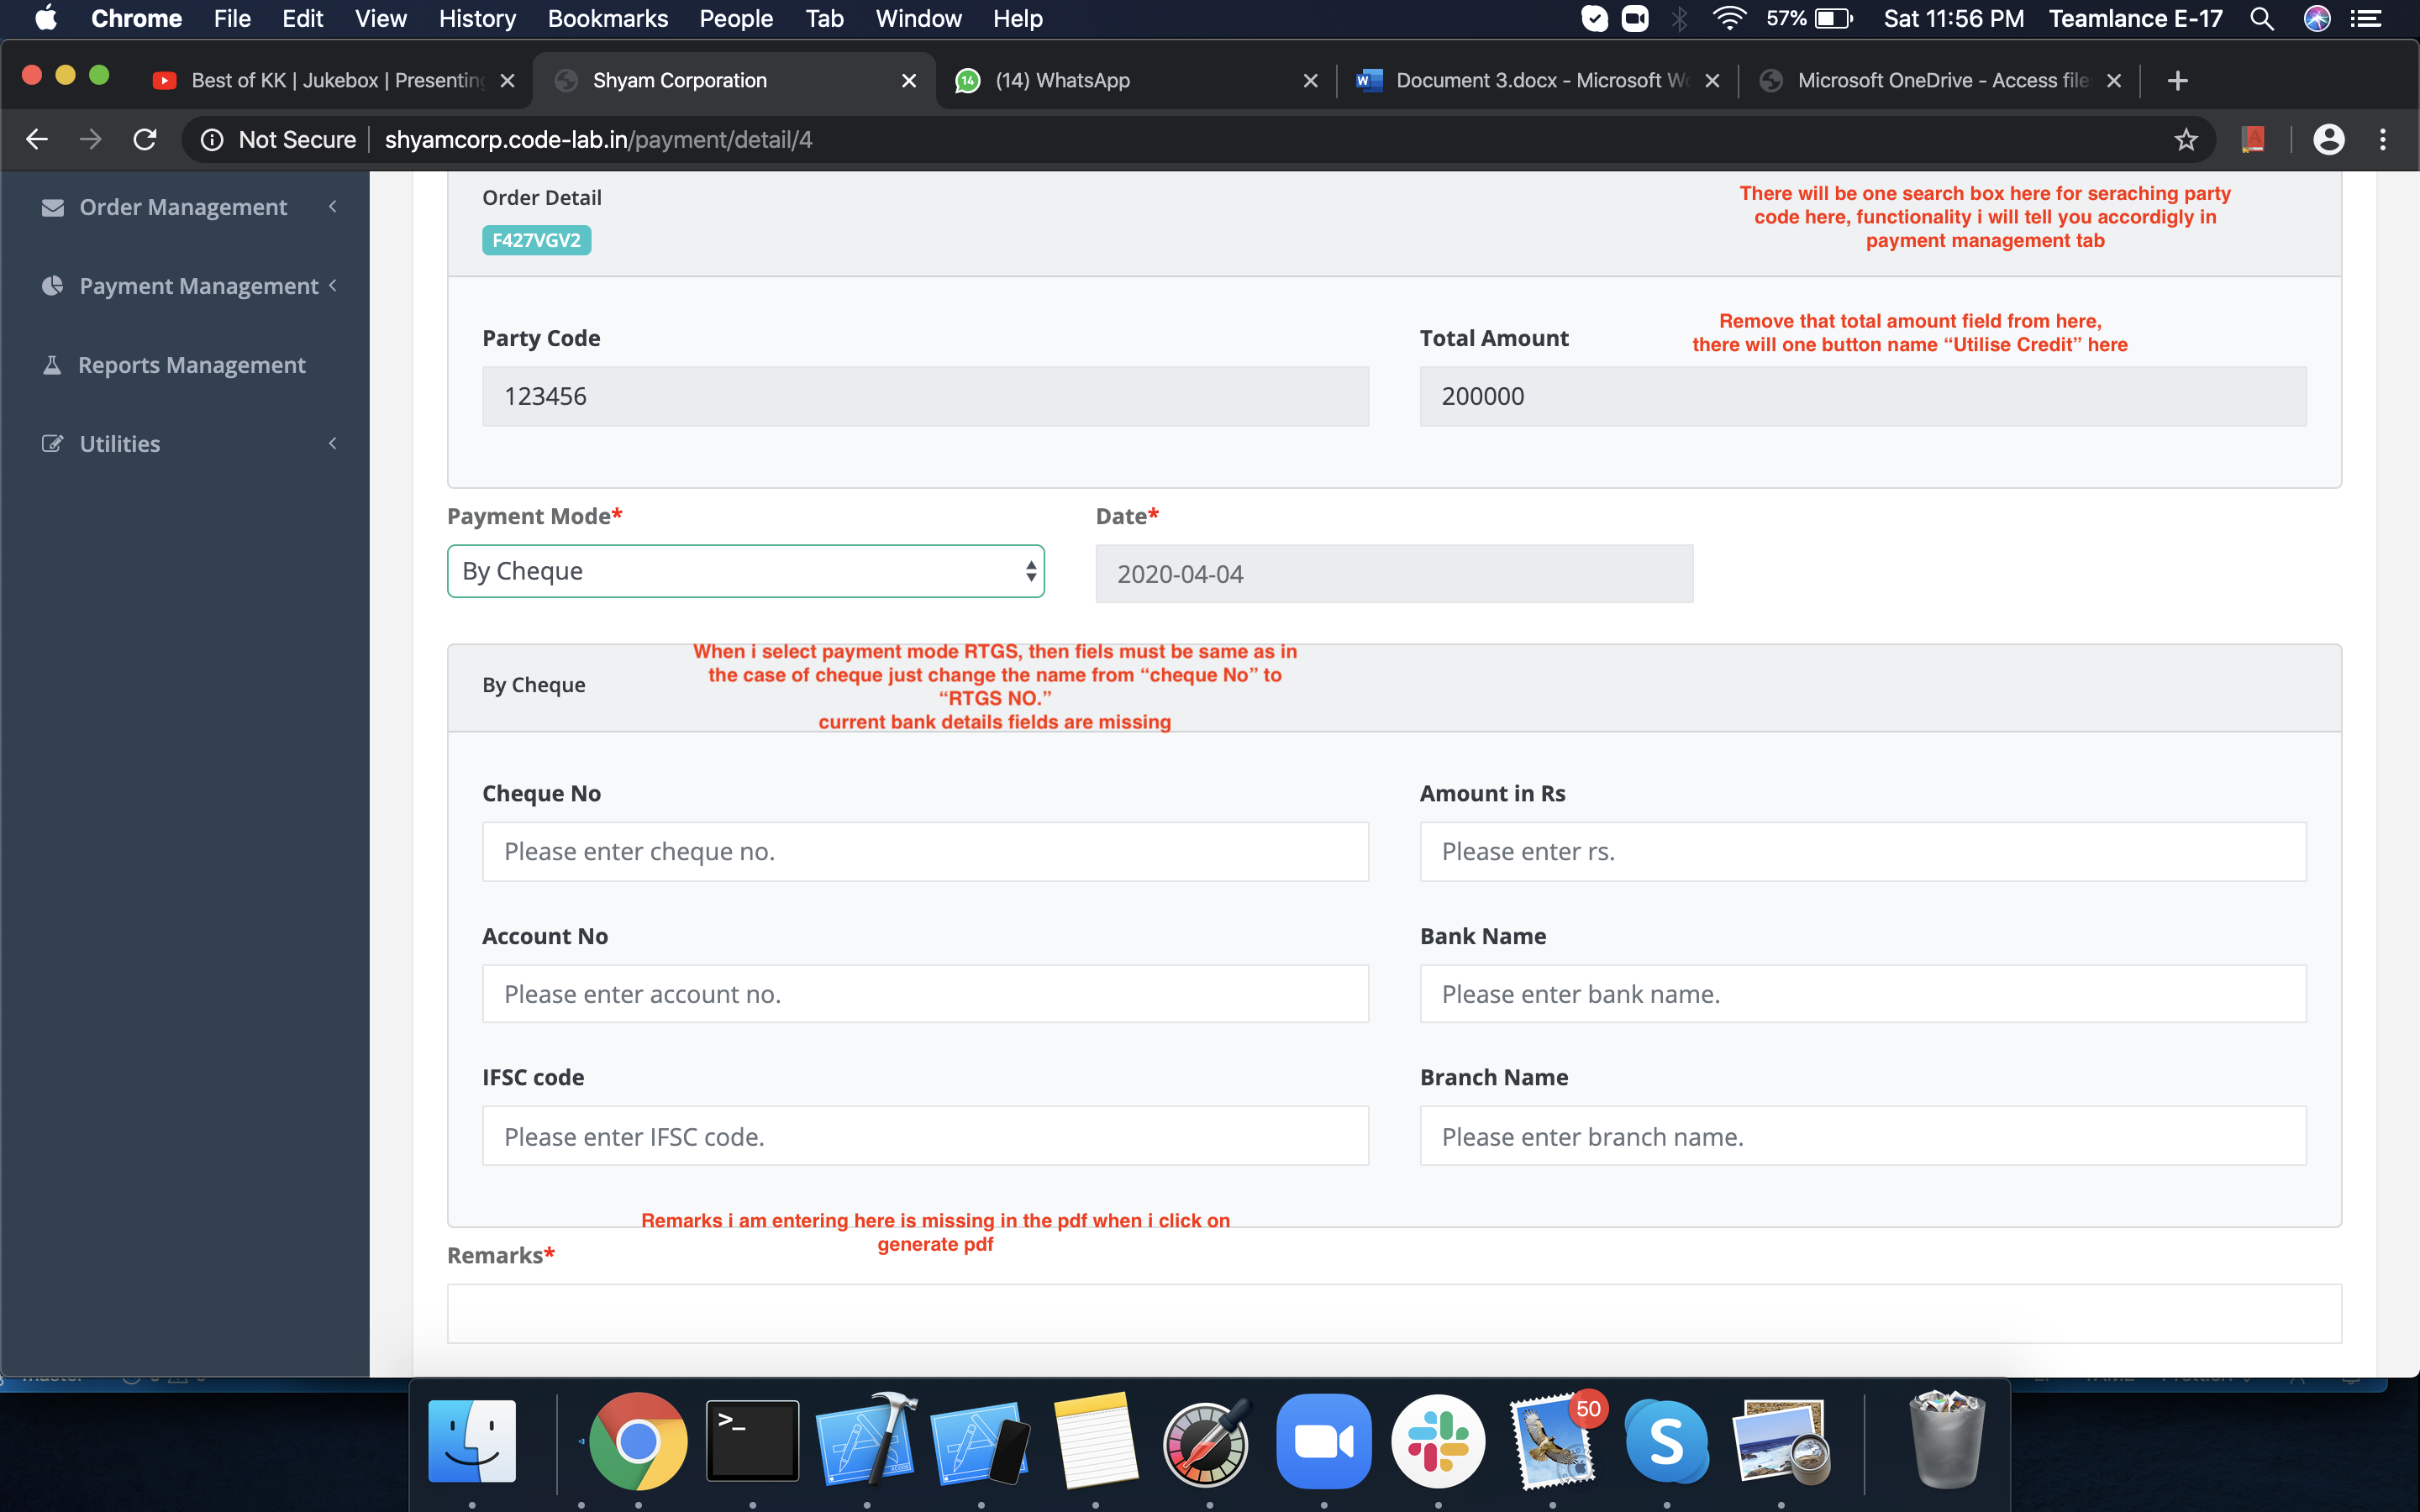 Chrome File Edit View History Bookmarks People Tab Window Help 57% Sat 11:56 PM Teamlance E-17
Best of KK | Jukebox | Presenting Shyam Corporation 14 (14) WhatsApp Document 3.docx - Microsoft Wo Microsoft OneDrive - Access file
Not Secure shyamcorp.code-lab.in/payment/detail/4
Order Management
Payment Management
Reports Management
Utilities
Order Detail
F427VGV2
There will be one search box here for seraching party
code here, functionality i will tell you accordigly in
payment management tab
Party Code
123456
Total Amount
200000
Remove that total amount field from here,
there will one button name “Utilise Credit” here
Payment Mode*
By Cheque
Date*
2020-04-04
By Cheque
When i select payment mode RTGS, then fiels must be same as in
the case of cheque just change the name from “cheque No” to
“RTGS NO.”
current bank details fields are missing
Cheque No
Please enter cheque no.
Amount in Rs
Please enter rs.
Account No
Please enter account no.
Bank Name
Please enter bank name.
IFSC code
Please enter IFSC code.
Branch Name
Please enter branch name.
Remarks i am entering here is missing in the pdf when i click on
generate pdf
Remarks*
50